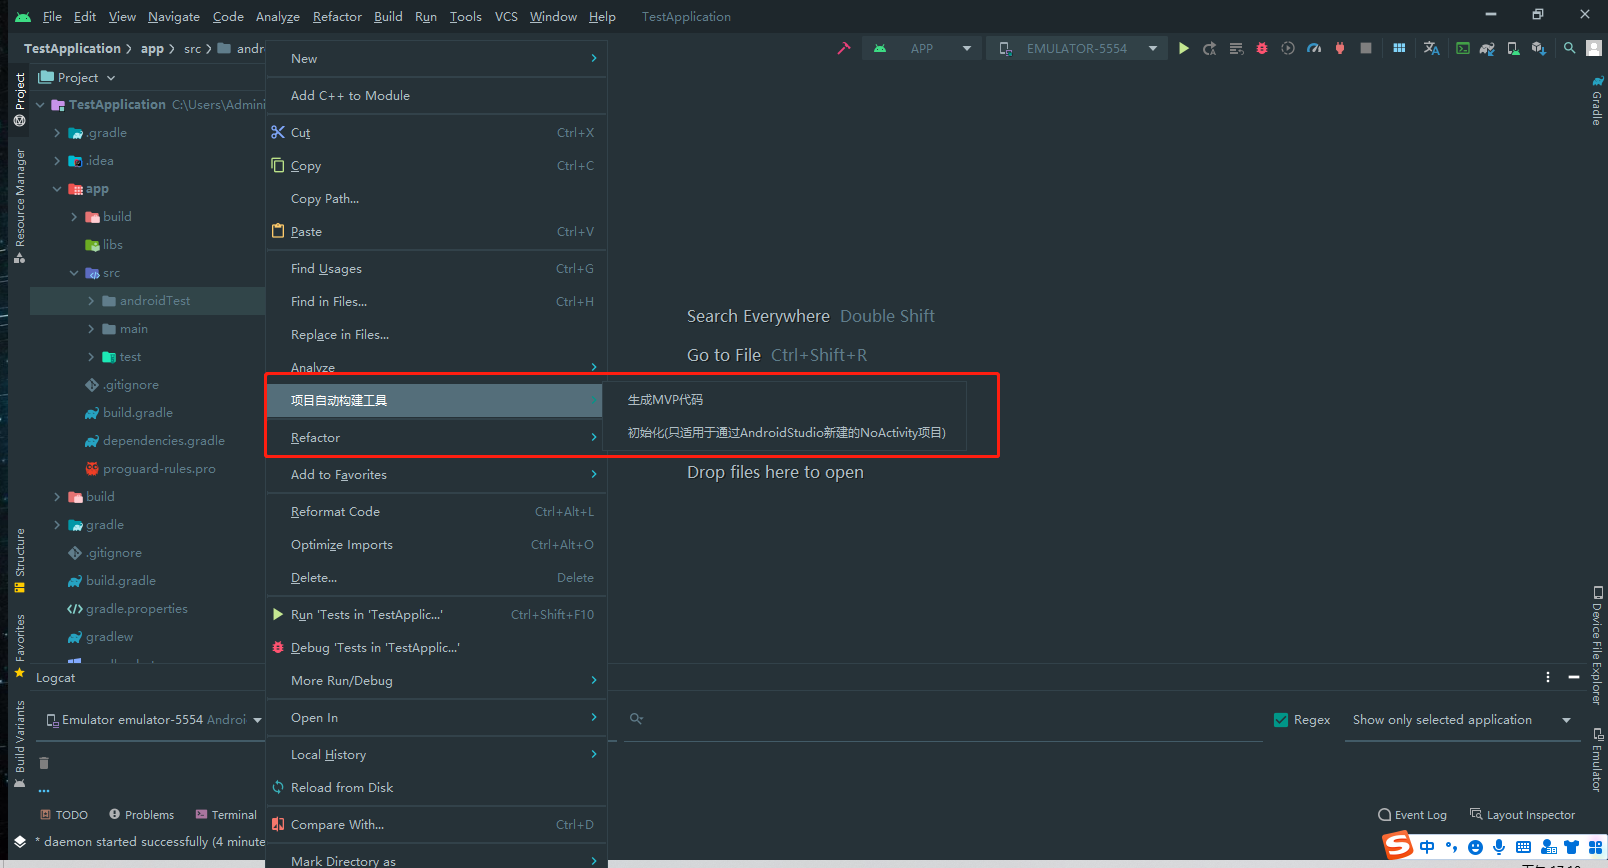 File Edit View Navigate Code Analyze Refactor Build Run Tools VCS Window Help TestApplication
TestApplication app src andr
APP EMULATOR-5554
Project
TestApplication C:\Users\Admini
.gradle
.idea
app
build
libs
src
androidTest
main
test
.gitignore
build.gradle
dependencies.gradle
proguard-rules.pro
build
gradle
.gitignore
build.gradle
gradle.properties
gradlew
Project
Resource Manager
Structure
Favorites
Build Variants
New
Add C++ to Module
Cut Ctrl+X
Copy Ctrl+C
Copy Path...
Paste Ctrl+V
Find Usages Ctrl+G
Find in Files... Ctrl+H
Replace in Files...
Analyze
项目自动构建工具
Refactor
Add to Favorites
Reformat Code Ctrl+Alt+L
Optimize Imports Ctrl+Alt+O
Delete... Delete
Run 'Tests in 'TestApplic...' Ctrl+Shift+F10
Debug 'Tests in 'TestApplic...'
More Run/Debug
Open In
Local History
Reload from Disk
Compare With... Ctrl+D
Mark Directory as
生成MVP代码
初始化(只适用于通过AndroidStudio新建的NoActivity项目)
Search Everywhere Double Shift
Go to File Ctrl+Shift+R
Drop files here to open
Gradle
Device File Explorer
Emulator
Logcat
Emulator emulator-5554 Androi
Regex Show only selected application
TODO Problems Terminal
Event Log Layout Inspector
* daemon started successfully (4 minute
中